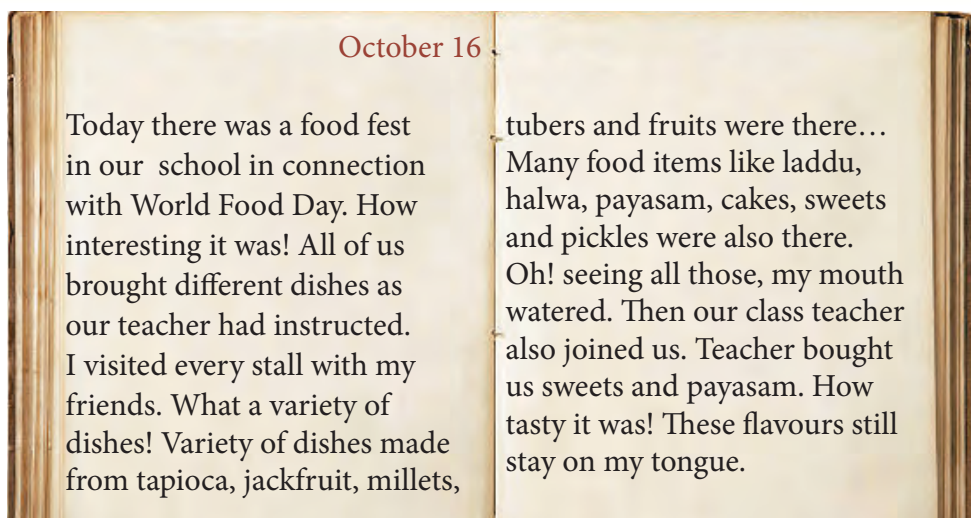 October 16
Today there was a food fest
in our school in connection
with World Food Day. How
interesting it was! All of us
brought different dishes as
our teacher had instructed.
I visited every stall with my
friends. What a variety of
dishes! Variety of dishes made
from tapioca, jackfruit, millets,
tubers and fruits were there…
Many food items like laddu,
halwa, payasam, cakes, sweets
and pickles were also there.
Oh! seeing all those, my mouth
watered. Then our class teacher
also joined us. Teacher bought
us sweets and payasam. How
tasty it was! These flavours still
stay on my tongue.